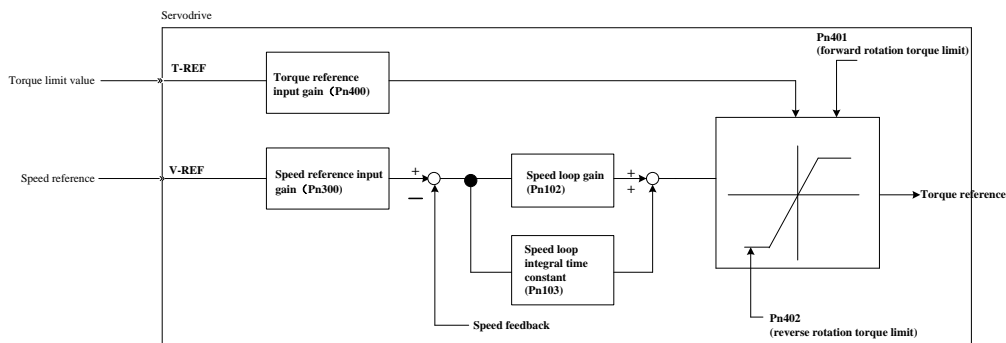 Servodrive
Pn401
(forward rotation torque limit)
T-REF
Torque limit value
Torque reference
input gain（Pn400）
V-REF
Speed reference
Speed reference input
gain（Pn300）
+
−
Speed loop gain
(Pn102)
+
+
Torque reference
Speed loop
integral time
constant
(Pn103)
Speed feedback
Pn402
(reverse rotation torque limit)